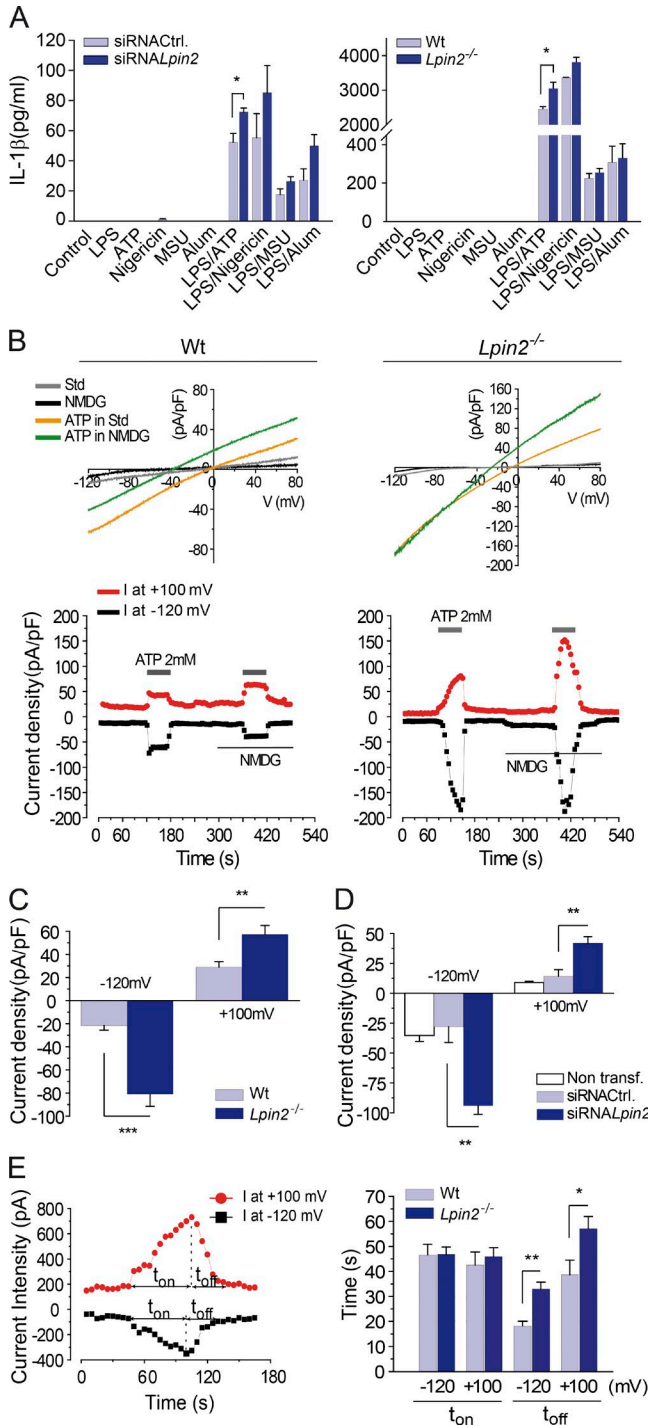 A
siRNACtrl.
siRNALpin2
IL-1β(pg/ml)
120
100
80
60
40
20
0
*
Control
LPS
ATP
Nigericin
MSU
Alum
LPS/ATP
LPS/Nigericin
LPS/MSU
LPS/Alum
Wt
Lpin2-/-
4000
3000
2000
400
200
0
*
Control
LPS
ATP
Nigericin
MSU
Alum
LPS/ATP
LPS/Nigericin
LPS/MSU
LPS/Alum
B
Wt
Std
NMDG
ATP in Std
ATP in NMDG
(pA/pF)
80
40
0
-40
-80
-120 -80 -40 0 40 80
V (mV)
Lpin2-/-
(pA/pF)
160
120
80
40
0
-40
-80
-120
-160
-200
-120 -80 -40 0 40 80
V (mV)
I at +100 mV
I at -120 mV
Current density(pA/pF)
200
150
100
50
0
-50
-100
-150
-200
ATP 2mM
NMDG
0 60 180 300 420 540
Time (s)
200
150
100
50
0
-50
-100
-150
-200
ATP 2mM
NMDG
0 60 180 300 420 540
Time (s)
C
Current density(pA/pF)
60
40
20
0
-20
-40
-60
-80
-100
-120mV
+100mV
**
***
Wt
Lpin2-/-
D
Current density(pA/pF)
50
25
0
-25
-50
-75
-100
-120mV
+100mV
**
**
Non transf.
siRNACtrl.
siRNALpin2
E
Current Intensity (pA)
800
600
400
200
0
-200
-400
I at +100 mV
I at -120 mV
ton toff
ton toff
0 60 120 180
Time (s)
Wt
Lpin2-/-
Time (s)
70
60
50
40
30
20
10
0
**
*
-120 +100 -120 +100 (mV)
ton toff